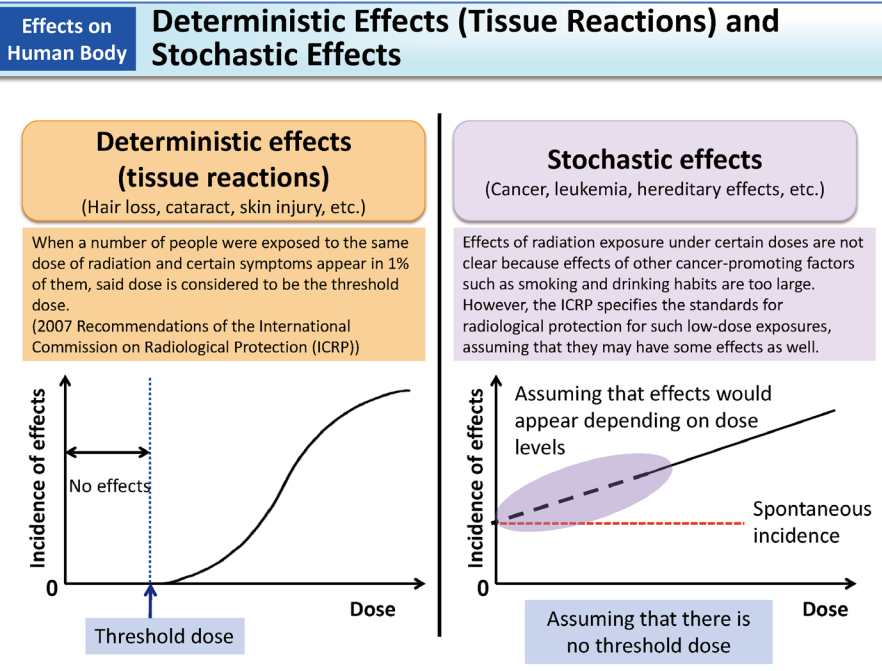 Effects on
Human Body
Deterministic Effects (Tissue Reactions) and
Stochastic Effects
Deterministic effects
(tissue reactions)
(Hair loss, cataract, skin injury, etc.)
When a number of people were exposed to the same
dose of radiation and certain symptoms appear in 1%
of them, said dose is considered to be the threshold
dose.
(2007 Recommendations of the International
Commission on Radiological Protection (ICRP))
Incidence of effects
No effects
0
Dose
Threshold dose
Stochastic effects
(Cancer, leukemia, hereditary effects, etc.)
Effects of radiation exposure under certain doses are not
clear because effects of other cancer-promoting factors
such as smoking and drinking habits are too large.
However, the ICRP specifies the standards for
radiological protection for such low-dose exposures,
assuming that they may have some effects as well.
Incidence of effects
Assuming that effects would
appear depending on dose
levels
Spontaneous
incidence
0
Dose
Assuming that there is
no threshold dose